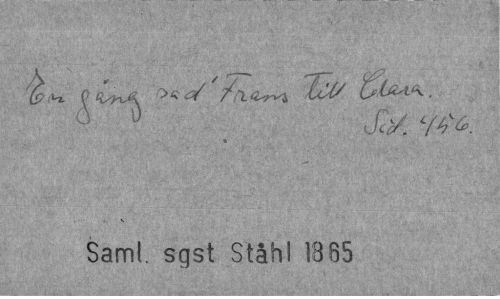 En gång sad' Frans till Clara.
Sid. 456.
Saml. sgst Ståhl 1865